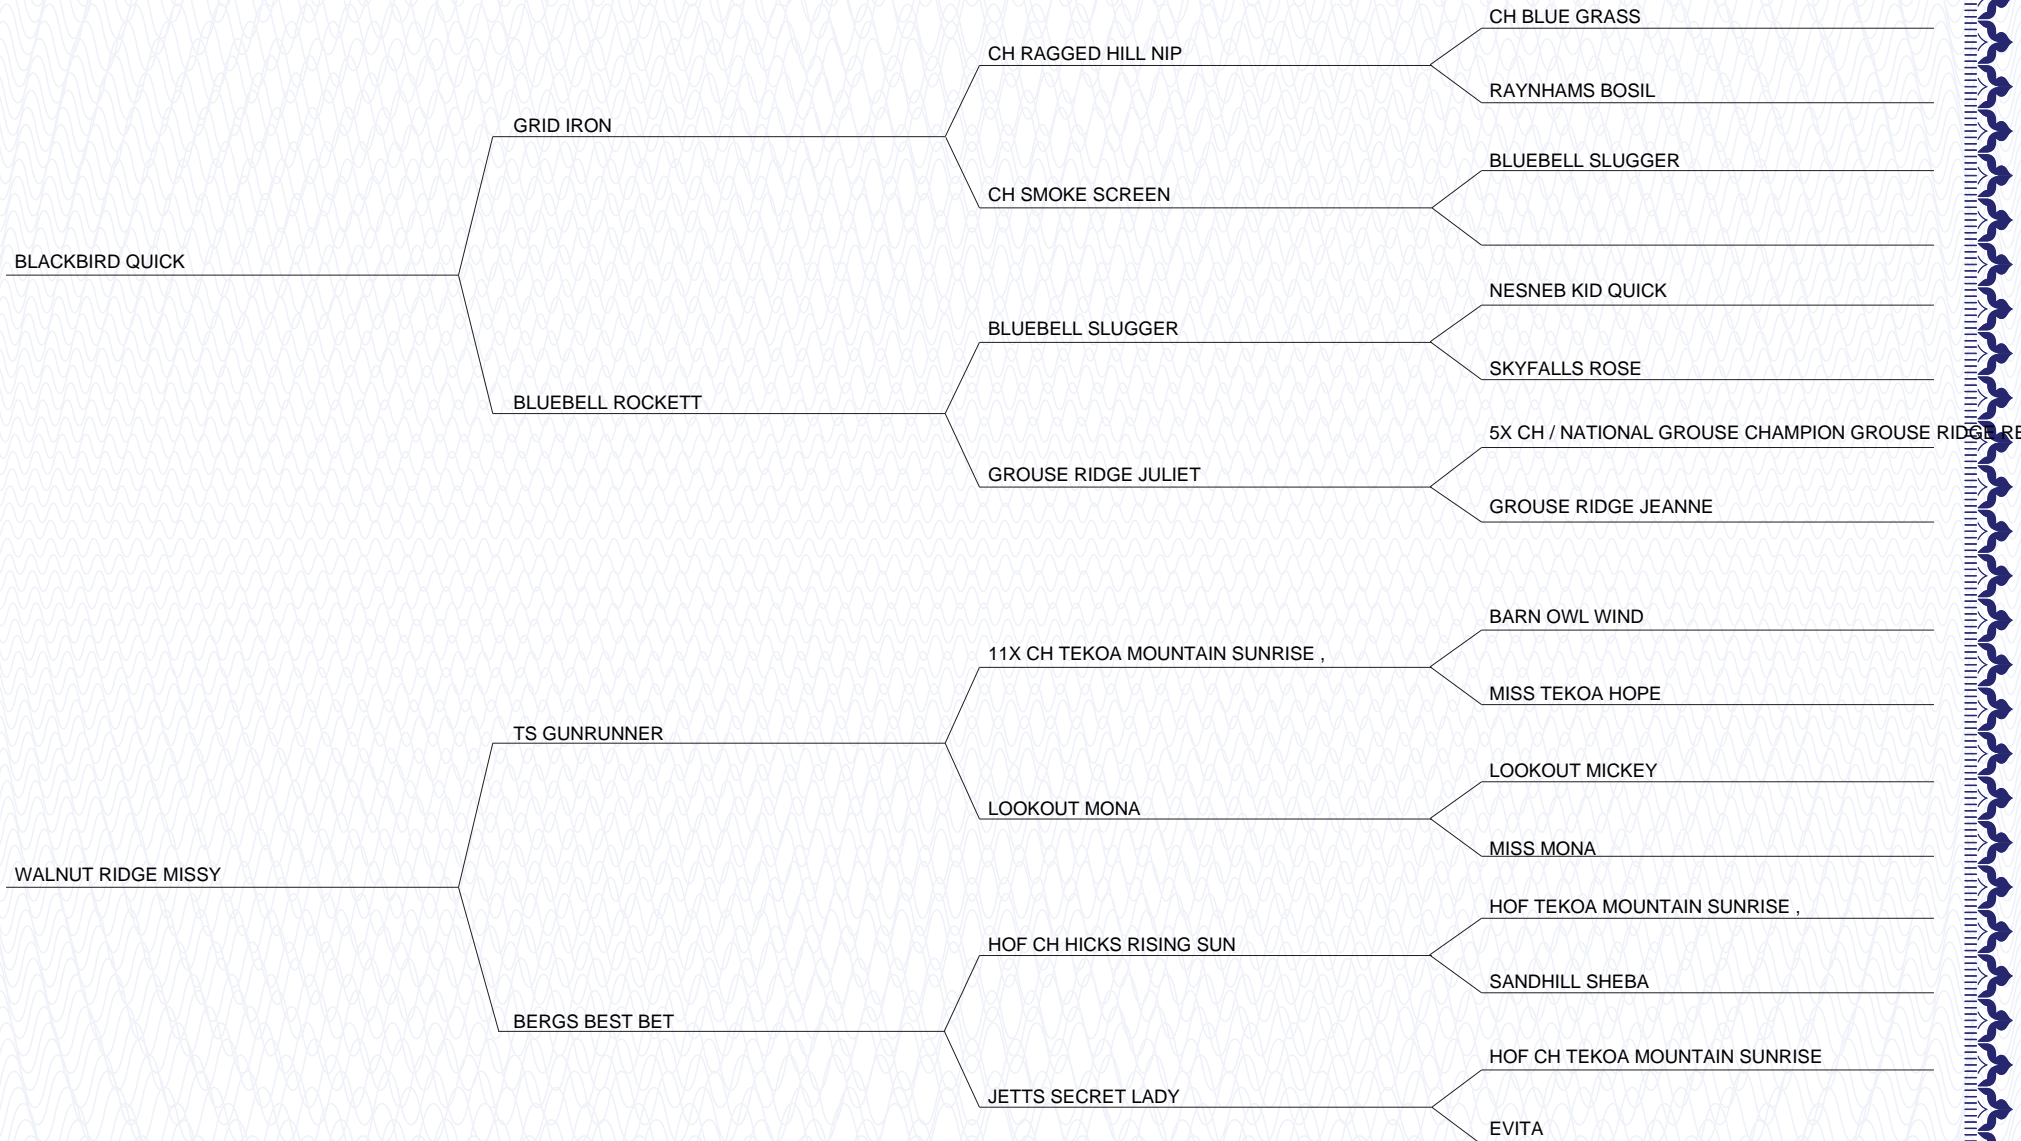 CH BLUE GRASS
CH RAGGED HILL NIP
RAYNHAMS BOSIL
GRID IRON
BLUEBELL SLUGGER
CH SMOKE SCREEN
BLACKBIRD QUICK
NESNEB KID QUICK
BLUEBELL SLUGGER
SKYFALLS ROSE
BLUEBELL ROCKETT
5X CH / NATIONAL GROUSE CHAMPION GROUSE RIDGE RE
GROUSE RIDGE JULIET
GROUSE RIDGE JEANNE
BARN OWL WIND
11X CH TEKOA MOUNTAIN SUNRISE ,
MISS TEKOA HOPE
TS GUNRUNNER
LOOKOUT MICKEY
LOOKOUT MONA
MISS MONA
WALNUT RIDGE MISSY
HOF TEKOA MOUNTAIN SUNRISE ,
HOF CH HICKS RISING SUN
SANDHILL SHEBA
BERGS BEST BET
HOF CH TEKOA MOUNTAIN SUNRISE
JETTS SECRET LADY
EVITA